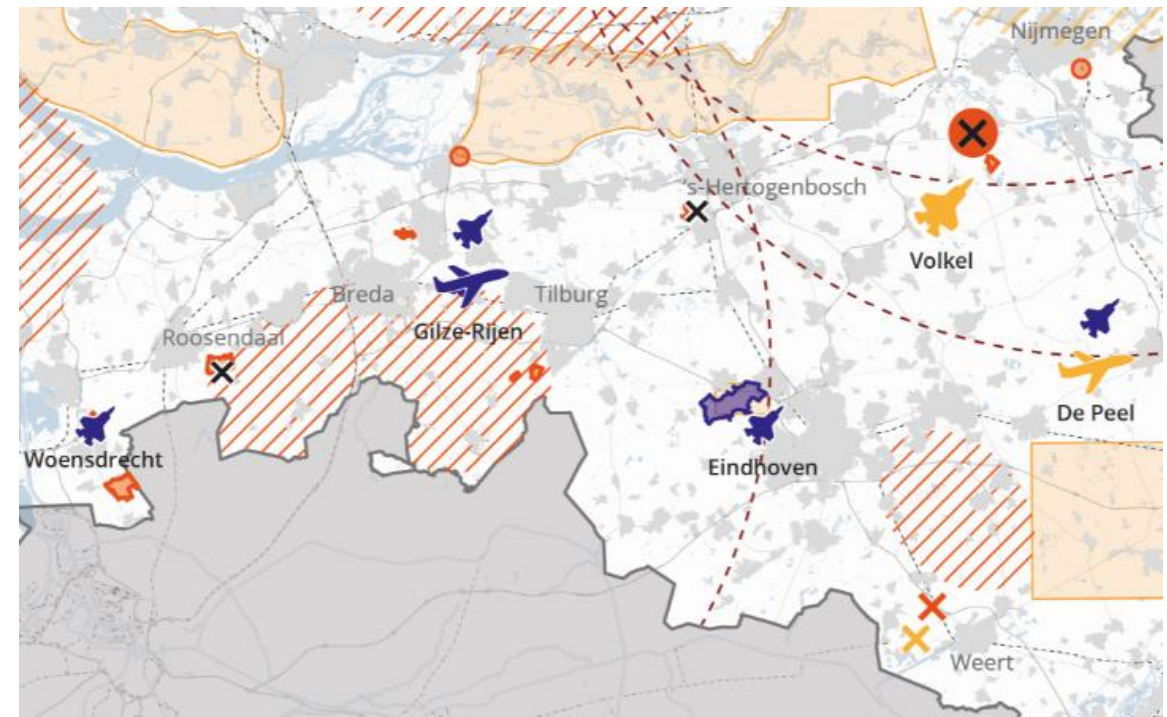 Nijmegen
s-Hertogenbosch
Volkel
Breda
Tilburg
Gilze-Rijen
Roosendaal
De Peel
Woensdrecht
Eindhoven
Weert